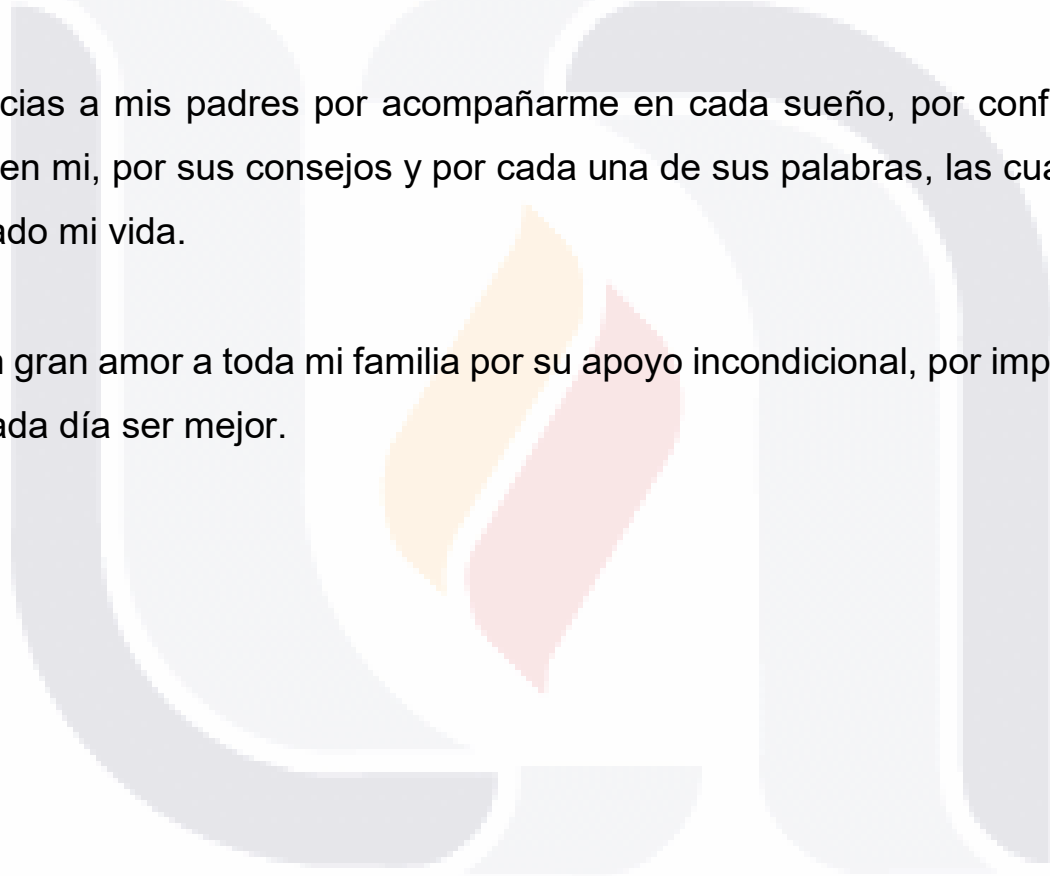 cias a mis padres por acompañarme en cada sueño, por conf
en mi, por sus consejos y por cada una de sus palabras, las cua
ado mi vida.
gran amor a toda mi familia por su apoyo incondicional, por imp
ada día ser mejor.